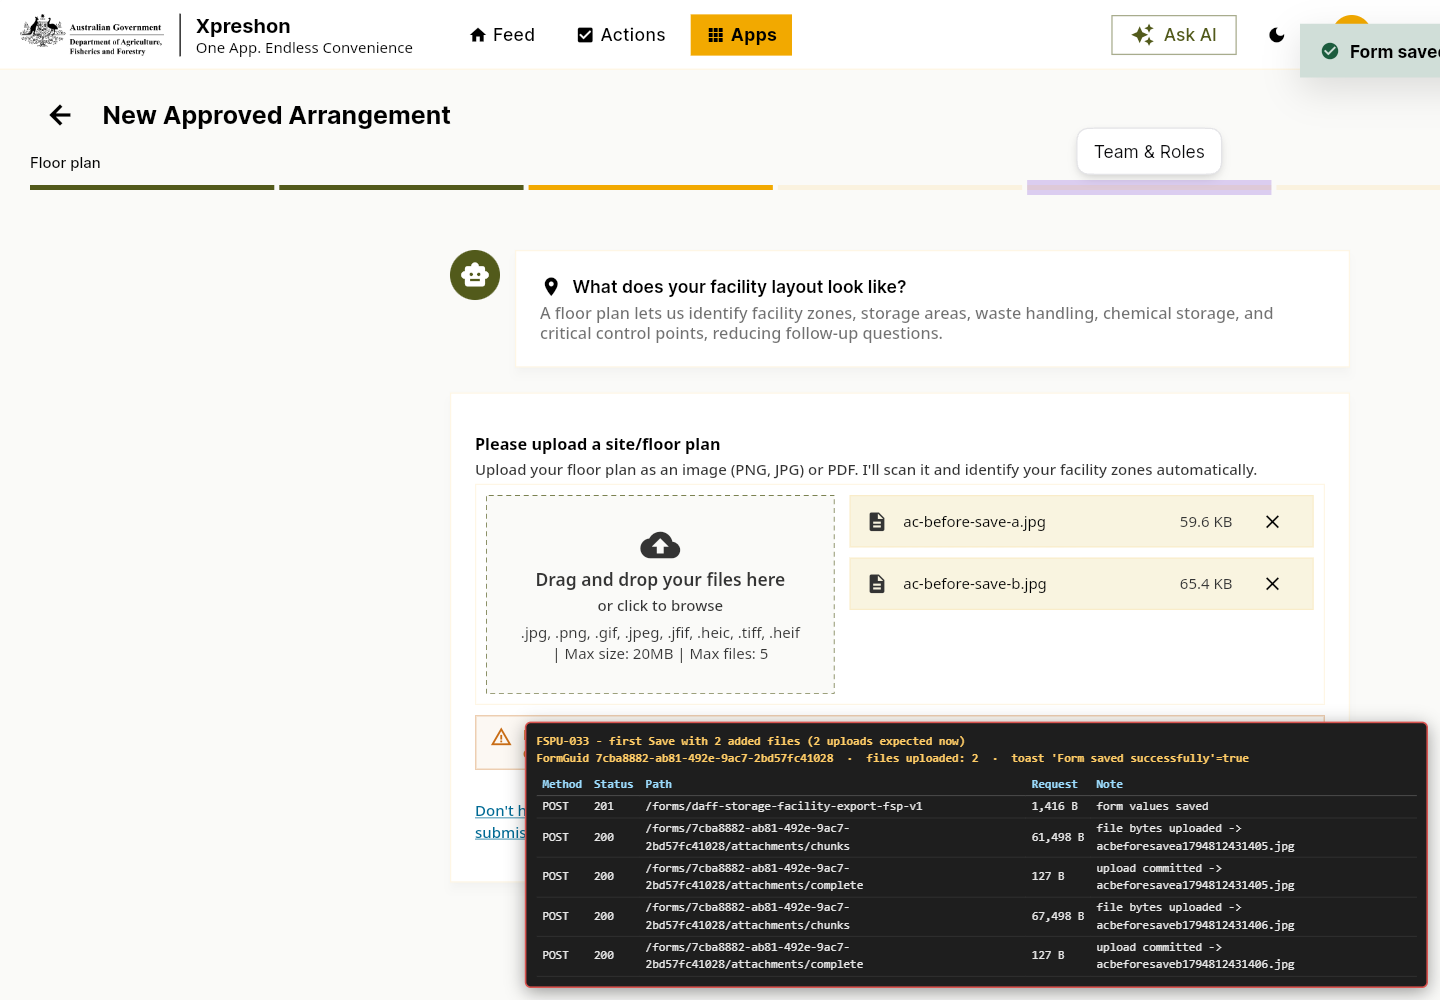 Australian Government
Department of Agriculture,
Fisheries and Forestry
Xpreshon
One App. Endless Convenience
Feed
Actions
Apps
Ask AI
Form saved
New Approved Arrangement
Floor plan
Team & Roles
What does your facility layout look like?
A floor plan lets us identify facility zones, storage areas, waste handling, chemical storage, and
critical control points, reducing follow-up questions.
Please upload a site/floor plan
Upload your floor plan as an image (PNG, JPG) or PDF. I'll scan it and identify your facility zones automatically.
Drag and drop your files here
or click to browse
.jpg, .png, .gif, .jpeg, .jfif, .heic, .tiff, .heif
| Max size: 20MB | Max files: 5
ac-before-save-a.jpg 59.6 KB
ac-before-save-b.jpg 65.4 KB
Don't h
submis
FSPU-033 - first Save with 2 added files (2 uploads expected now)
FormGuid 7cba8882-ab81-492e-9ac7-2bd57fc41028 · files uploaded: 2 · toast 'Form saved successfully'=true
Method Status Path Request Note
POST 201 /forms/daff-storage-facility-export-fsp-v1 1,416 B form values saved
POST 200 /forms/7cba8882-ab81-492e-9ac7- 61,498 B file bytes uploaded ->
2bd57fc41028/attachments/chunks acbeforesavea1794812431405.jpg
POST 200 /forms/7cba8882-ab81-492e-9ac7- 127 B upload committed ->
2bd57fc41028/attachments/complete acbeforesavea1794812431405.jpg
POST 200 /forms/7cba8882-ab81-492e-9ac7- 67,498 B file bytes uploaded ->
2bd57fc41028/attachments/chunks acbeforesaveb1794812431406.jpg
POST 200 /forms/7cba8882-ab81-492e-9ac7- 127 B upload committed ->
2bd57fc41028/attachments/complete acbeforesaveb1794812431406.jpg